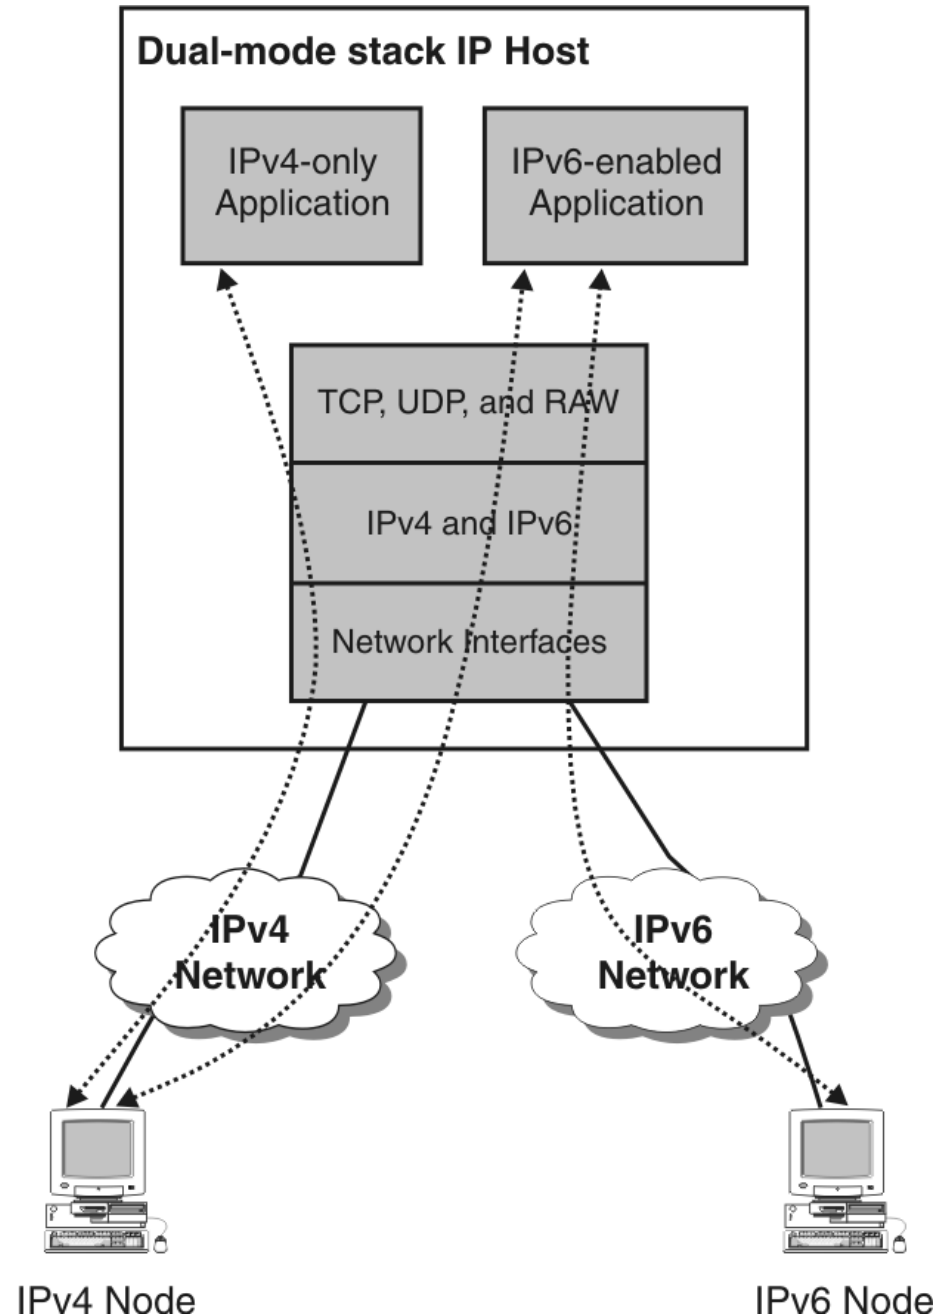 Dual-mode stack IP Host
IPv4-only
Application
IPv6-enabled
Application
TCP, UDP, and RAW
IPv4 and IPv6
Network Interfaces
IPv4
Network
IPv6
Network
IPv4 Node
IPv6 Node